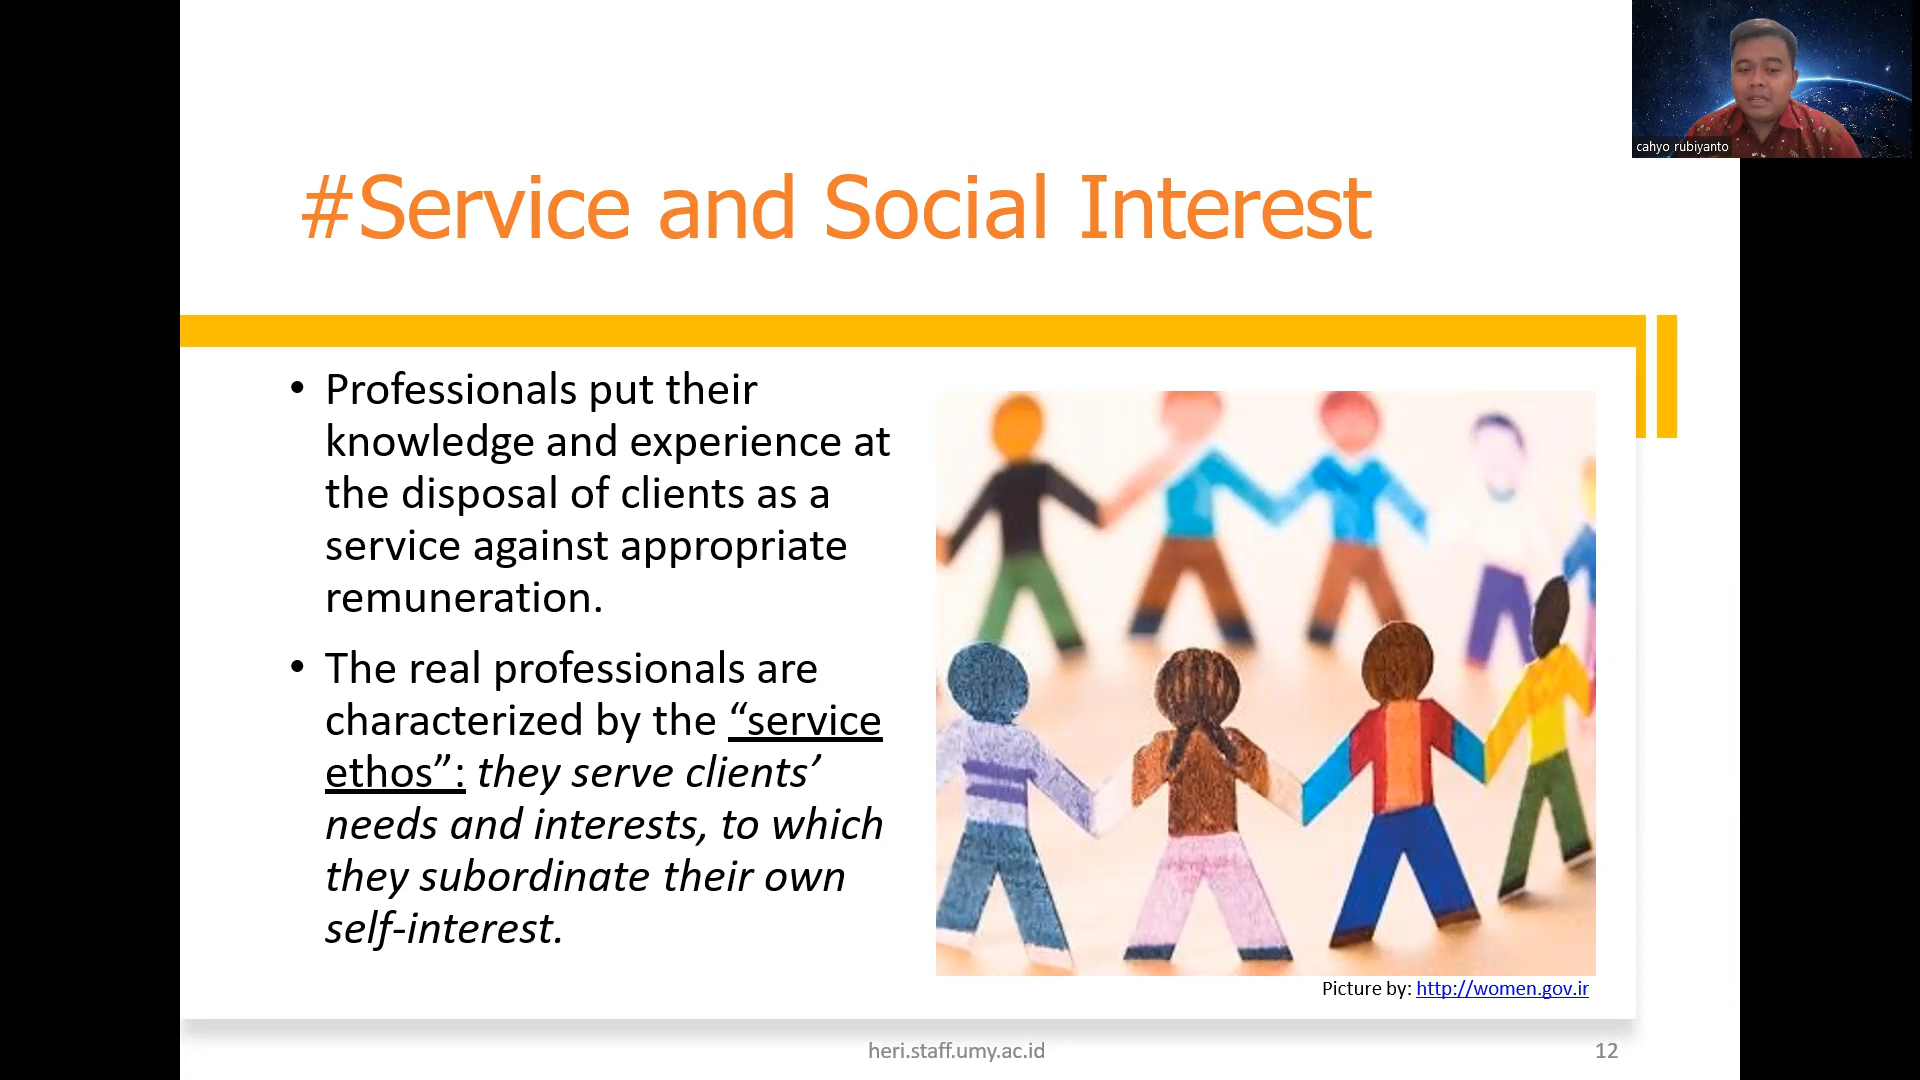 cahyo rubiyanto
#Service and Social Interest
• Professionals put their
knowledge and experience at
the disposal of clients as a
service against appropriate
remuneration.
• The real professionals are
characterized by the “service
ethos”: they serve clients’
needs and interests, to which
they subordinate their own
self-interest.
Picture by: http://women.gov.ir
heri.staff.umy.ac.id
12